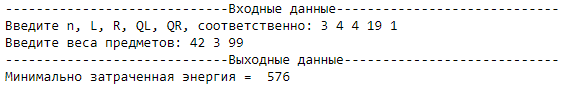 -----------------------------Входные данные-----------------------------
Введите n, L, R, QL, QR, соответственно: 3 4 4 19 1
Введите веса предметов: 42 3 99
-----------------------------Выходные данные----------------------------
Минимально затраченная энергия =  576